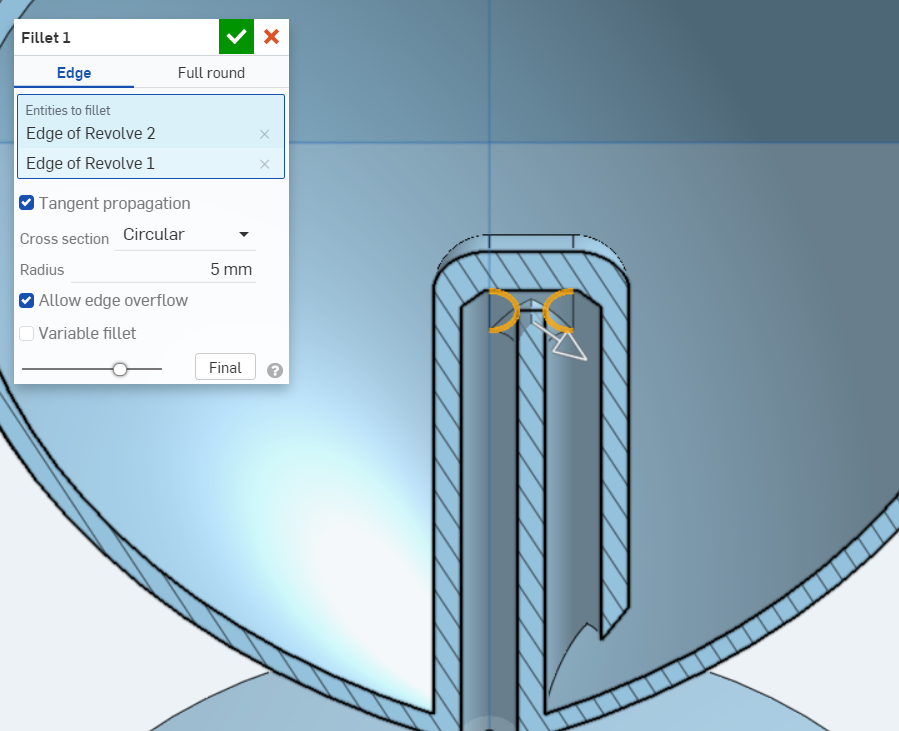 Fillet 1
Edge
Full round
Entities to fillet
Edge of Revolve 2
Edge of Revolve 1
Tangent propagation
Cross section Circular
Radius 5 mm
Allow edge overflow
Variable fillet
Final
?